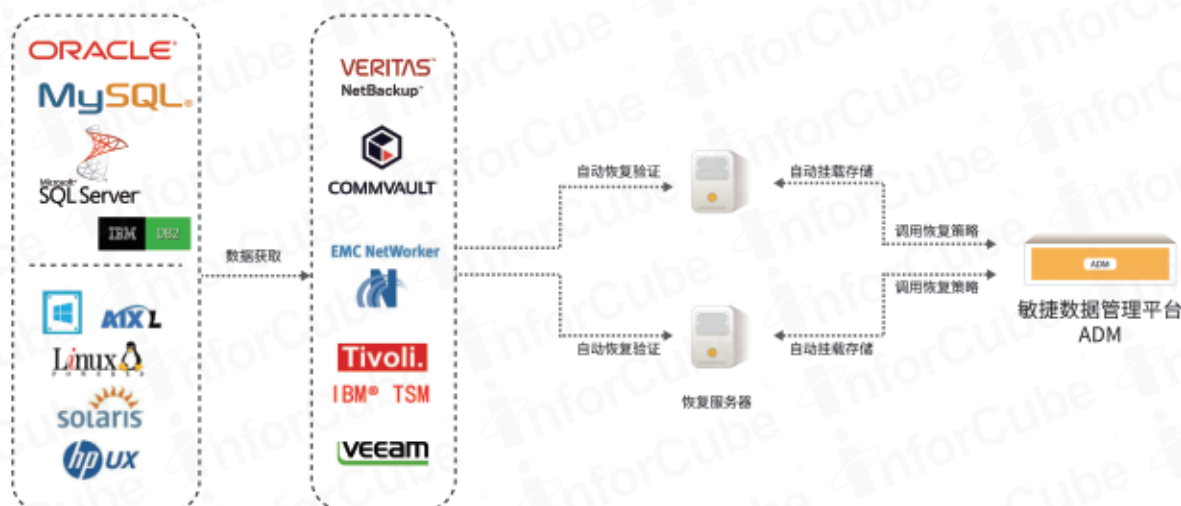 ORACLE®
MySQL®
Microsoft®
SQL Server
IBM DB2
AIX L
Linux
POWERED
solaris
hp UX
数据获取
VERITAS™
NetBackup™
COMMVAULT
EMC NetWorker
N
Tivoli.
IBM® TSM
veeam
自动恢复验证
自动挂载存储
调用恢复策略
ADM
调用恢复策略
敏捷数据管理平台
ADM
自动恢复验证
自动挂载存储
恢复服务器
InforCube